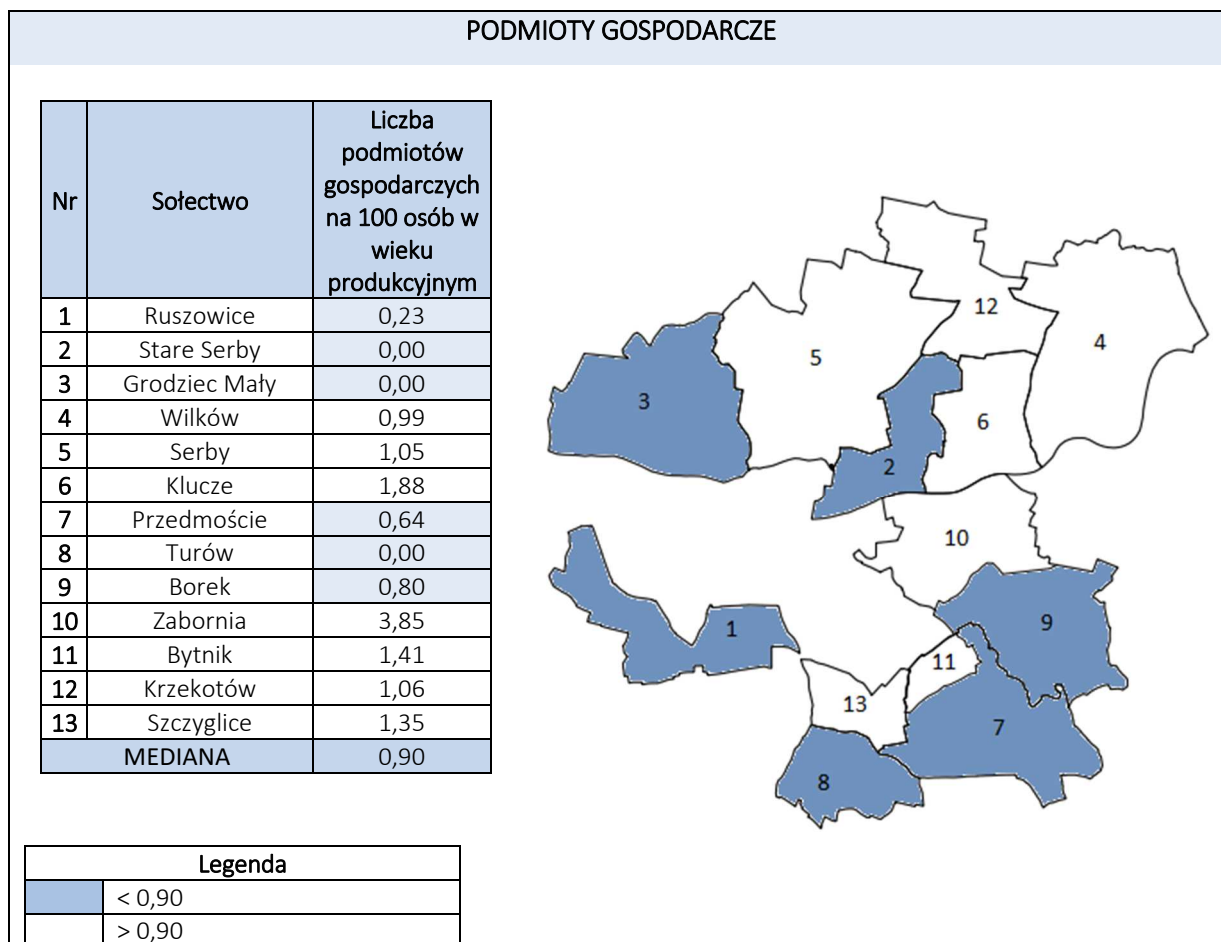 PODMIOTY GOSPODARCZE
Nr Sołectwo Liczba podmiotów gospodarczych na 100 osób w wieku produkcyjnym
1 Ruszowice 0,23
2 Stare Serby 0,00
3 Grodziec Mały 0,00
4 Wilków 0,99
5 Serby 1,05
6 Klucze 1,88
7 Przedmoście 0,64
8 Turów 0,00
9 Borek 0,80
10 Zabornia 3,85
11 Bytnik 1,41
12 Krzekotów 1,06
13 Szczyglice 1,35
MEDIANA 0,90
12
4
5
3
6
2
10
9
1
11
13
7
8
Legenda
< 0,90
> 0,90